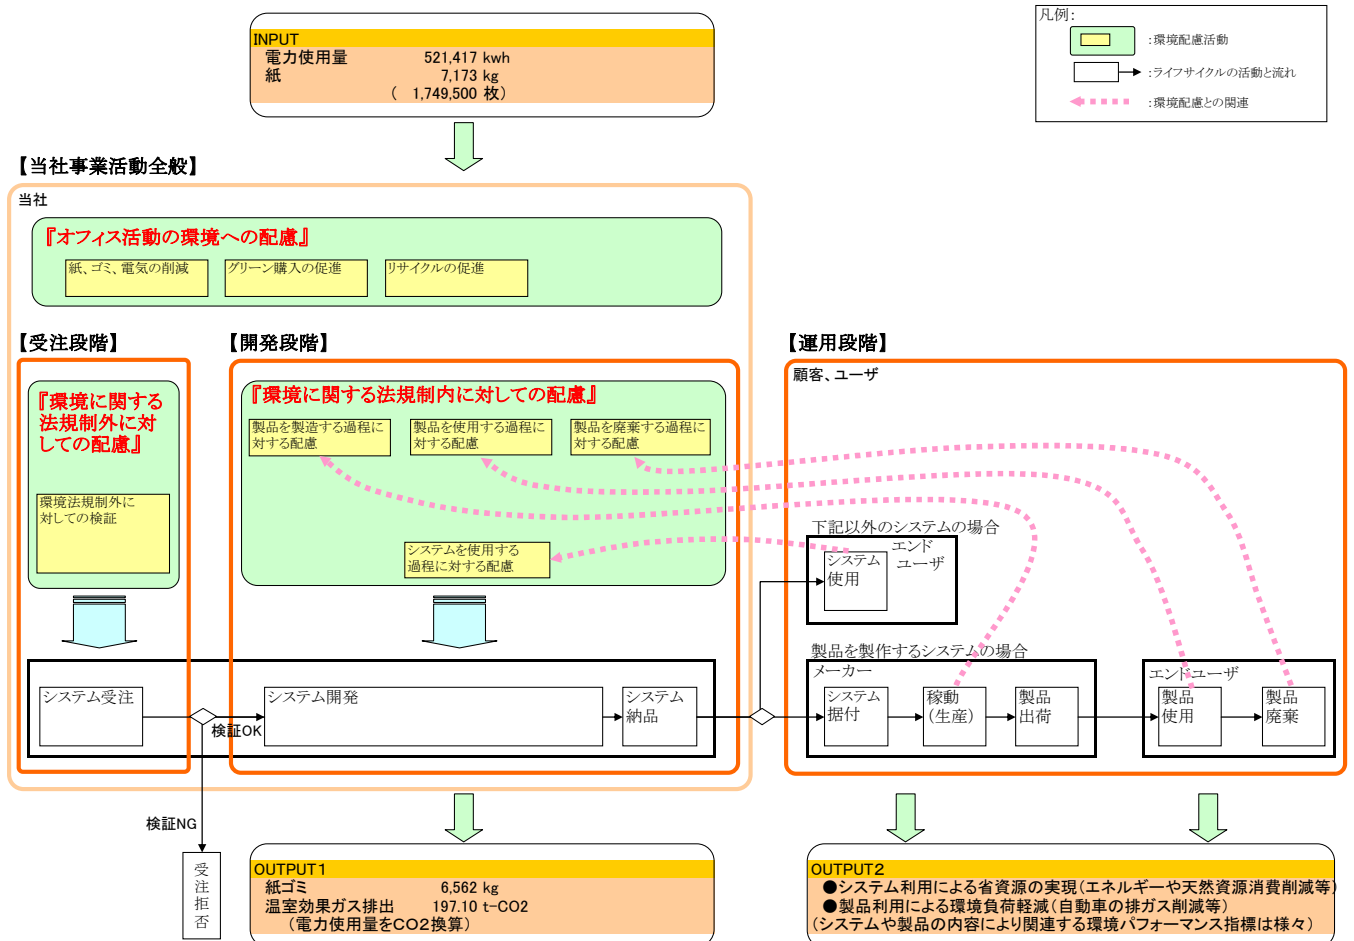 凡例:
:環境配慮活動
:ライフサイクルの活動と流れ
:環境配慮との関連
INPUT
電力使用量 521,417 kwh
紙 7,173 kg
( 1,749,500 枚)
【当社事業活動全般】
当社
『オフィス活動の環境への配慮』
紙、ゴミ、電気の削減
グリーン購入の促進
リサイクルの促進
【受注段階】
『環境に関する
法規制外に対
しての配慮』
環境法規制外に
対しての検証
【開発段階】
『環境に関する法規制内に対しての配慮』
製品を製造する過程に
対する配慮
製品を使用する過程に
対する配慮
製品を廃棄する過程に
対する配慮
システムを使用する
過程に対する配慮
【運用段階】
顧客、ユーザ
下記以外のシステムの場合
エンド
ユーザ
システム
使用
製品を製作するシステムの場合
メーカー
システム
据付
稼動
(生産)
製品
出荷
エンドユーザ
製品
使用
製品
廃棄
システム受注
検証OK
システム開発
システム
納品
検証NG
受
注
拒
否
OUTPUT1
紙ゴミ 6,562 kg
温室効果ガス排出 197.10 t-CO2
(電力使用量をCO2換算)
OUTPUT2
●システム利用による省資源の実現(エネルギーや天然資源消費削減等)
●製品利用による環境負荷軽減(自動車の排ガス削減等)
(システムや製品の内容により関連する環境パフォーマンス指標は様々)